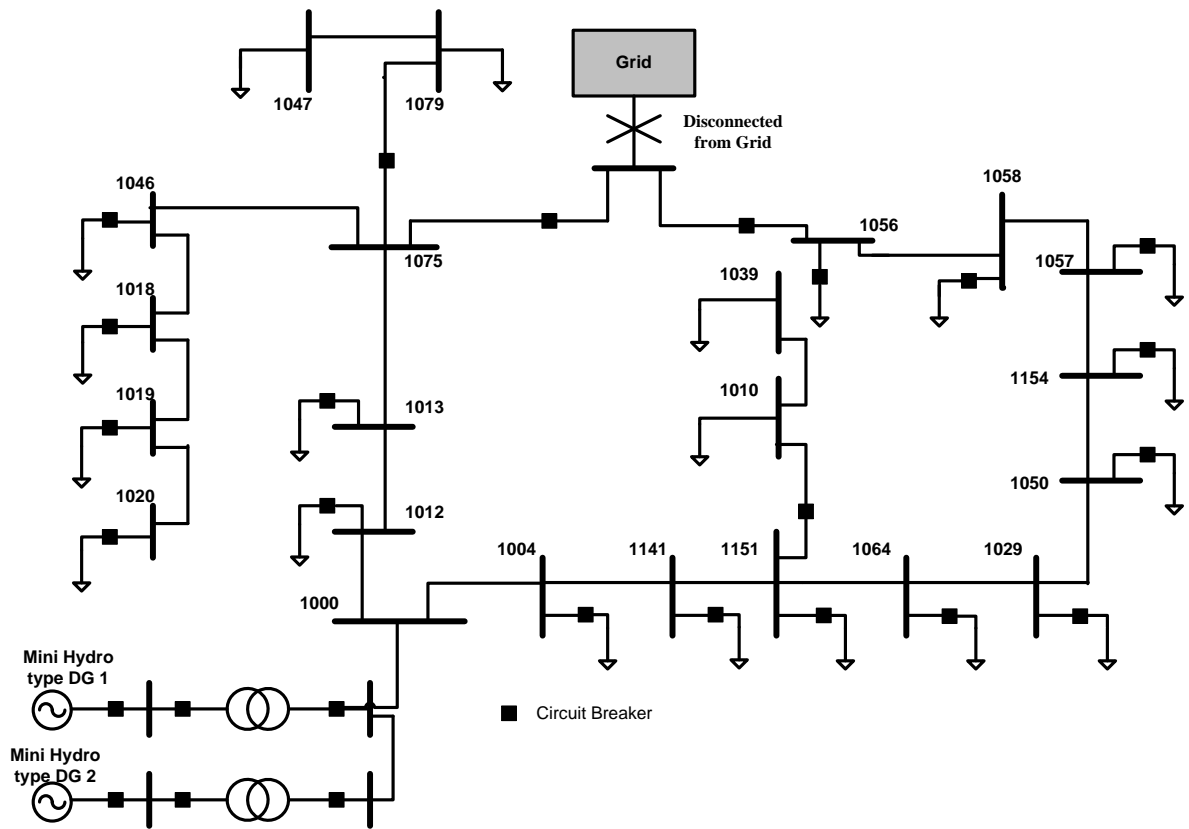 Grid
1047
1079
Disconnected
from Grid
1046
1058
1056
1075
1057
1039
1018
1154
1010
1019
1013
1050
1020
1012
1004
1141
1151
1064
1029
1000
Mini Hydro
type DG 1
Circuit Breaker
Mini Hydro
type DG 2